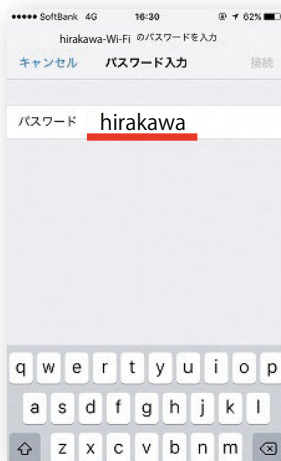 ●●●●● SoftBank 4G 16:30 @ 62%
hirakawa-Wi-Fi のパスワードを入力
キャンセル パスワード入力 接続
パスワード hirakawa
q w e r t y u i o p
a s d f g h j k l
z x c v b n m